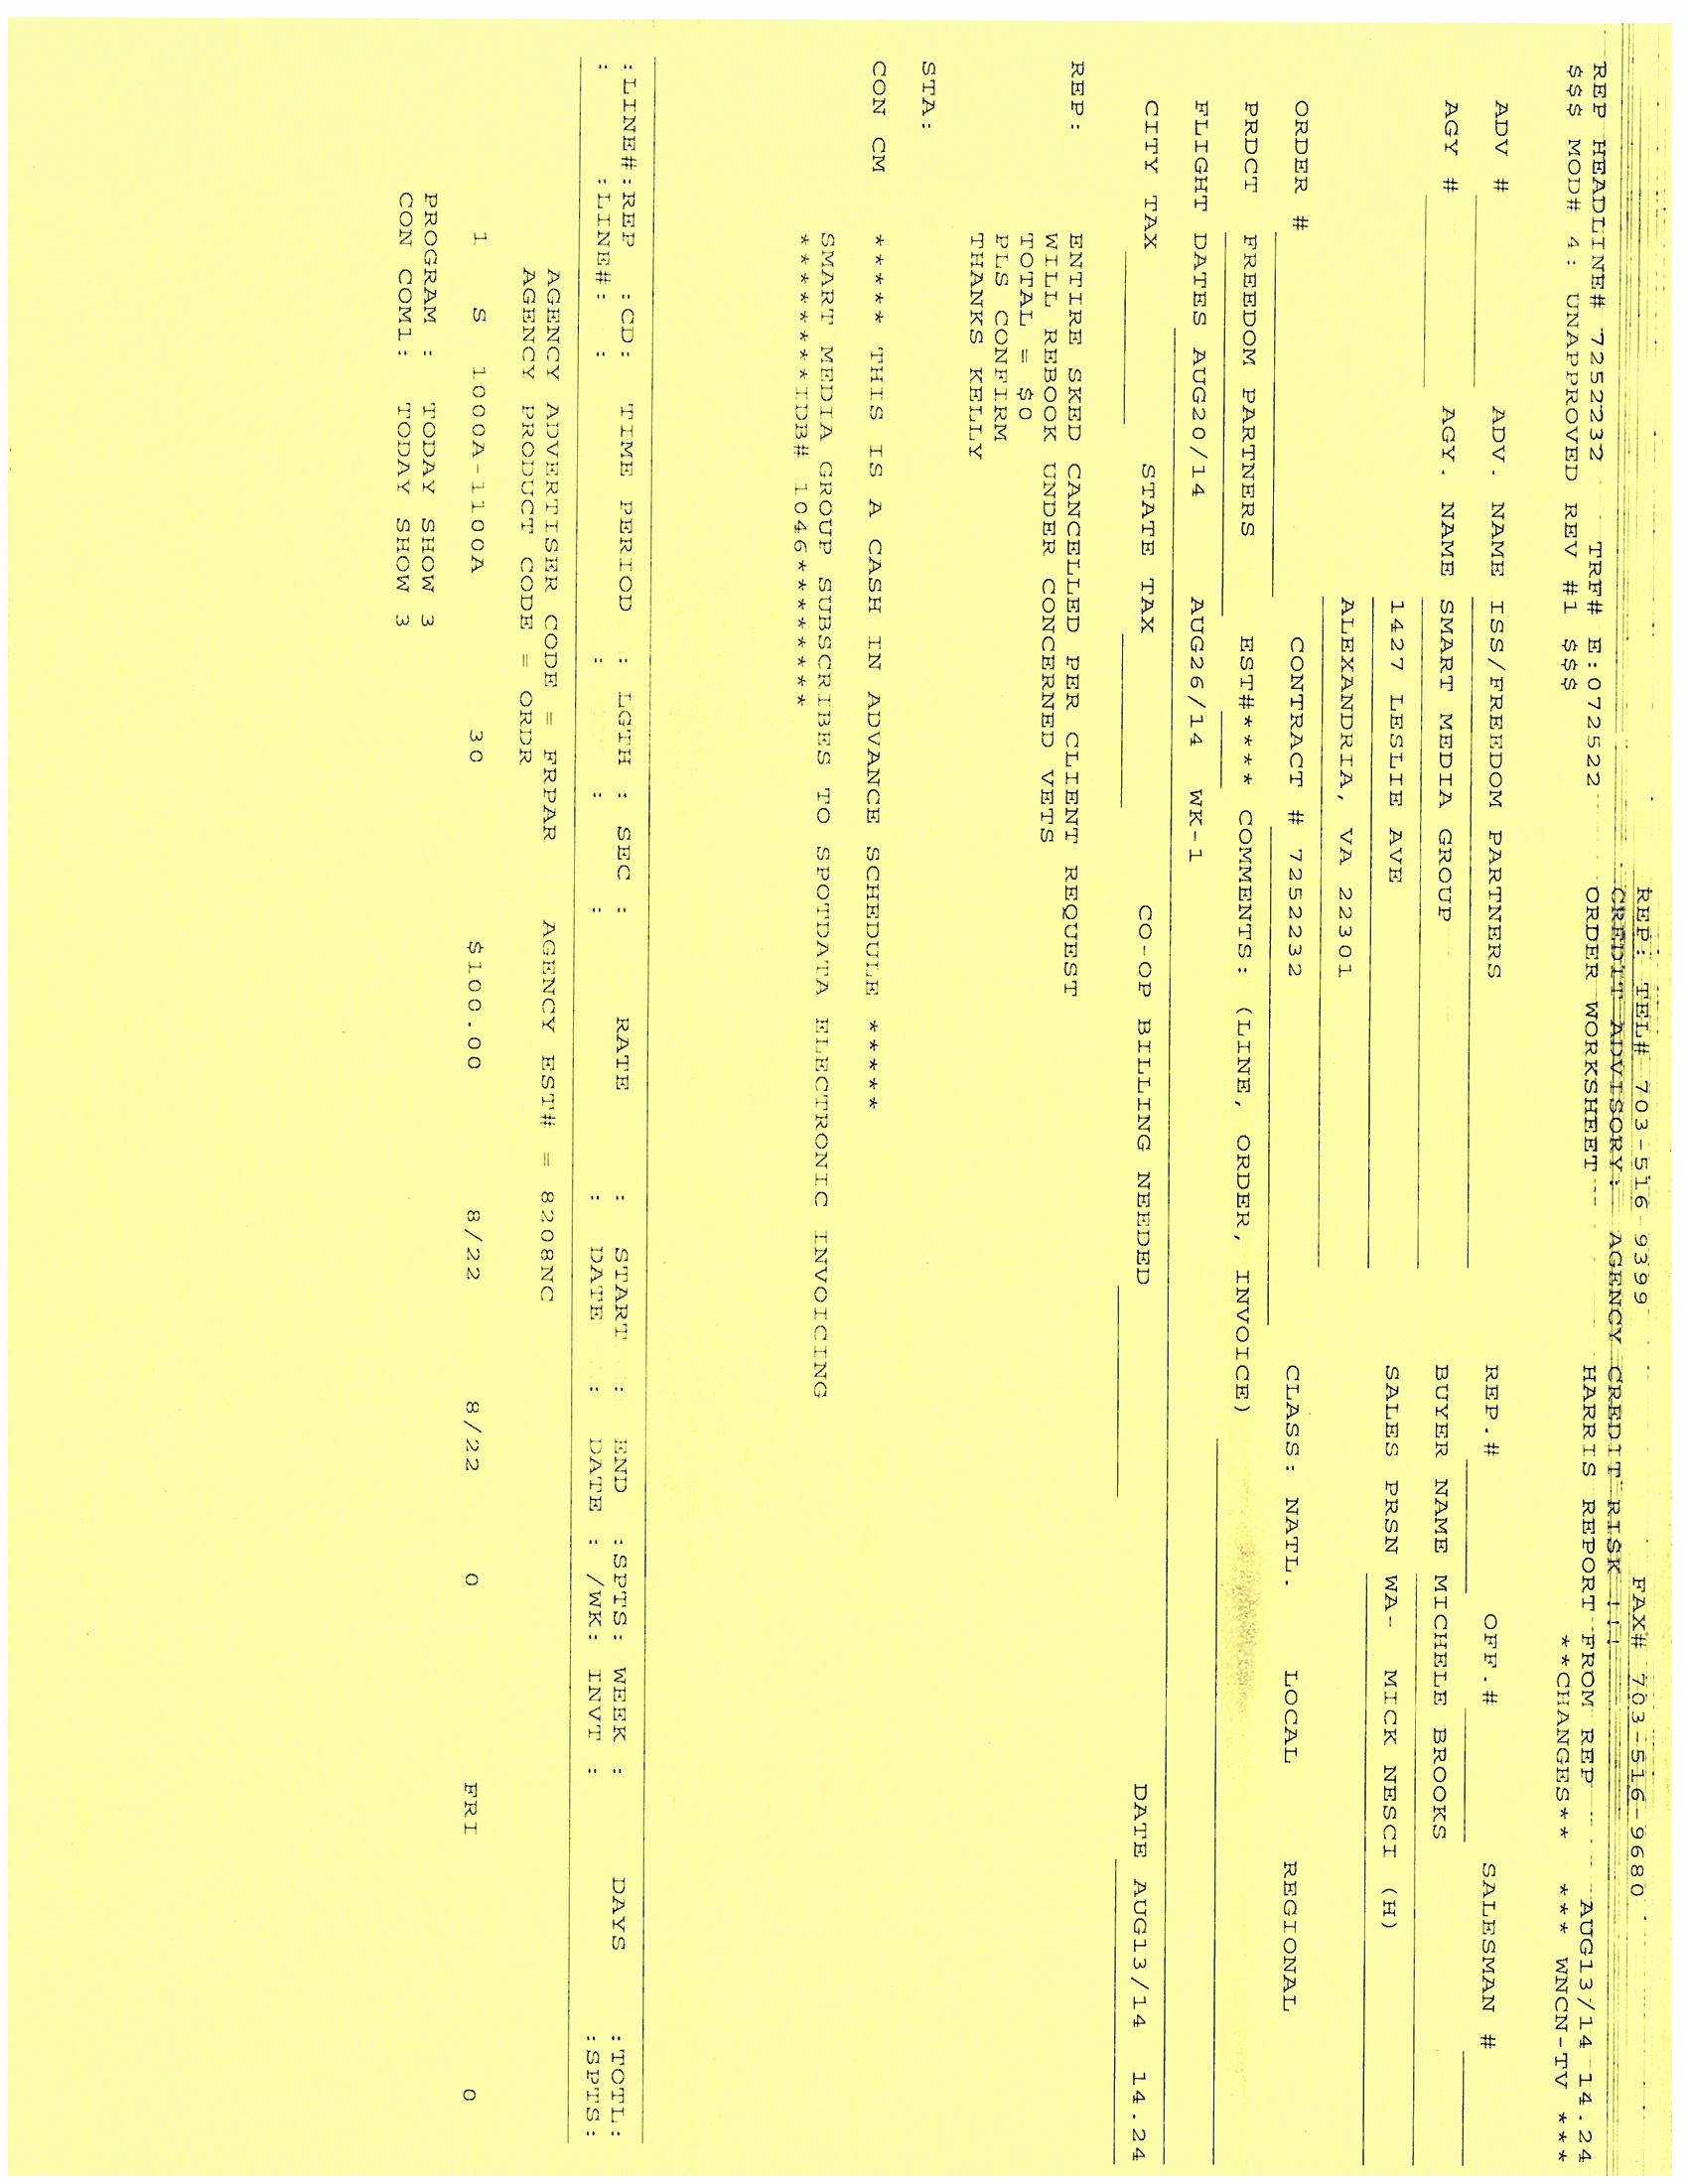 REP: TEL# 703-516-9399 FAX# 703-516-9680
CREDIT ADVISORY: AGENCY CREDIT RISK !!!
REP HEADLINE# 7252232 TRF# E:072522 ORDER WORKSHEET HARRIS REPORT FROM REP AUG13/14 14.24
$$$ MOD# 4: UNAPPROVED REV #1 $$$ **CHANGES** *** WNCN-TV ***
ADV # ADV. NAME ISS/FREEDOM PARTNERS REP.# OFF.# SALESMAN #
AGY # AGY. NAME SMART MEDIA GROUP BUYER NAME MICHELE BROOKS
1427 LESLIE AVE SALES PRSN WA- MICK NESCI (H)
ALEXANDRIA, VA 22301
ORDER # CONTRACT # 7252232 CLASS: NATL. LOCAL REGIONAL
PRDCT FREEDOM PARTNERS EST#**** COMMENTS: (LINE, ORDER, INVOICE)
FLIGHT DATES AUG20/14 AUG26/14 WK-1
CITY TAX STATE TAX CO-OP BILLING NEEDED DATE AUG13/14 14.24
REP: ENTIRE SKED CANCELLED PER CLIENT REQUEST
WILL REBOOK UNDER CONCERNED VETS
TOTAL = $0
PLS CONFIRM
THANKS KELLY
STA:
CON CM ***** THIS IS A CASH IN ADVANCE SCHEDULE *****
SMART MEDIA GROUP SUBSCRIBES TO SPOTDATA ELECTRONIC INVOICING
*********IDB# 1046*********
:LINE#:REP :CD: TIME PERIOD : LGTH : SEC : RATE : START : END :SPTS: WEEK : DAYS :TOTL:
: :LINE#: : : : : : DATE : DATE : /WK: INVT : :SPTS:
AGENCY ADVERTISER CODE = FRPAR AGENCY EST# = 8208NC
AGENCY PRODUCT CODE = ORDR
1 S 1000A-1100A 30 $100.00 8/22 8/22 0 FRI 0
PROGRAM : TODAY SHOW 3
CON COM1: TODAY SHOW 3